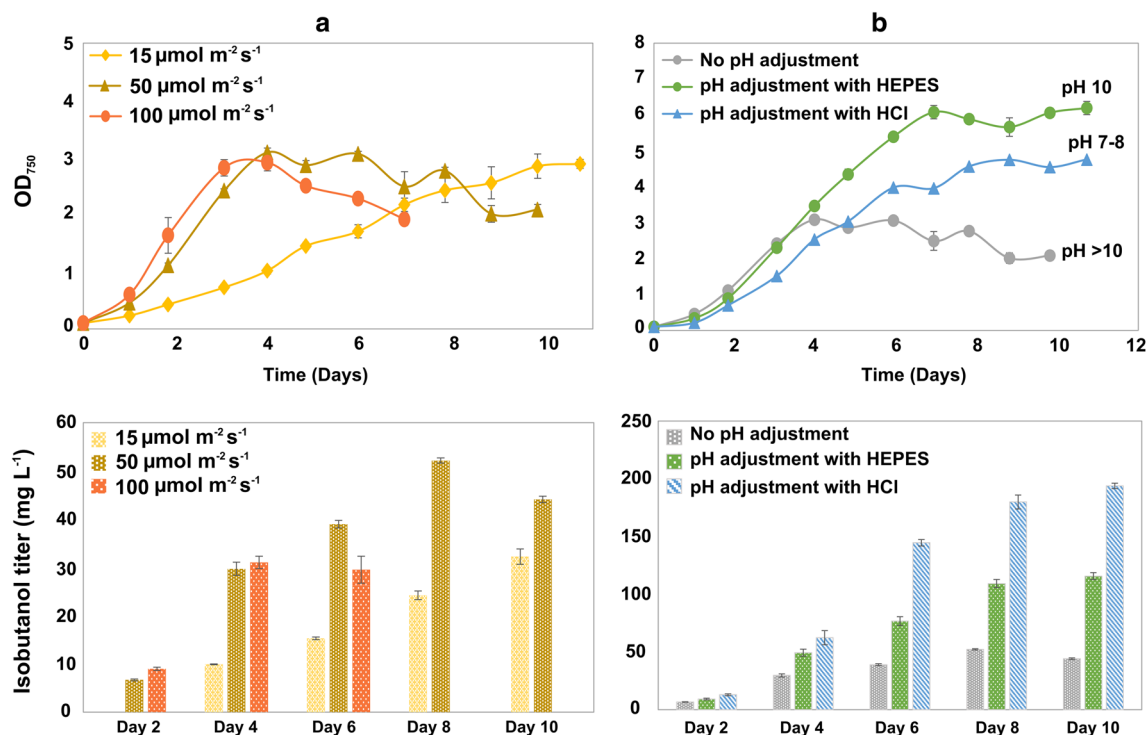 a
5
4
3
2
1
0
OD750
15 µmol m-2 s-1
50 µmol m-2 s-1
100 µmol m-2 s-1
0 2 4 6 8 10
Time (Days)
b
8
7
6
5
4
3
2
1
0
No pH adjustment
pH adjustment with HEPES
pH adjustment with HCl
pH 10
pH 7-8
pH >10
0 2 4 6 8 10 12
Time (Days)
60
50
40
30
20
10
0
Isobutanol titer (mg L-1)
15 µmol m-2 s-1
50 µmol m-2 s-1
100 µmol m-2 s-1
Day 2 Day 4 Day 6 Day 8 Day 10
250
200
150
100
50
0
No pH adjustment
pH adjustment with HEPES
pH adjustment with HCl
Day 2 Day 4 Day 6 Day 8 Day 10